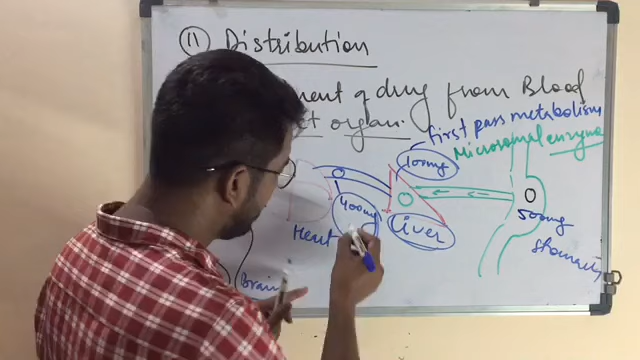 (11) Distribution
ment of drug from Blood
t organ.
first pass metabolism
Microsomal enzyme
100mg
400mg
500mg
Heart
Liver
Stomach
Brain